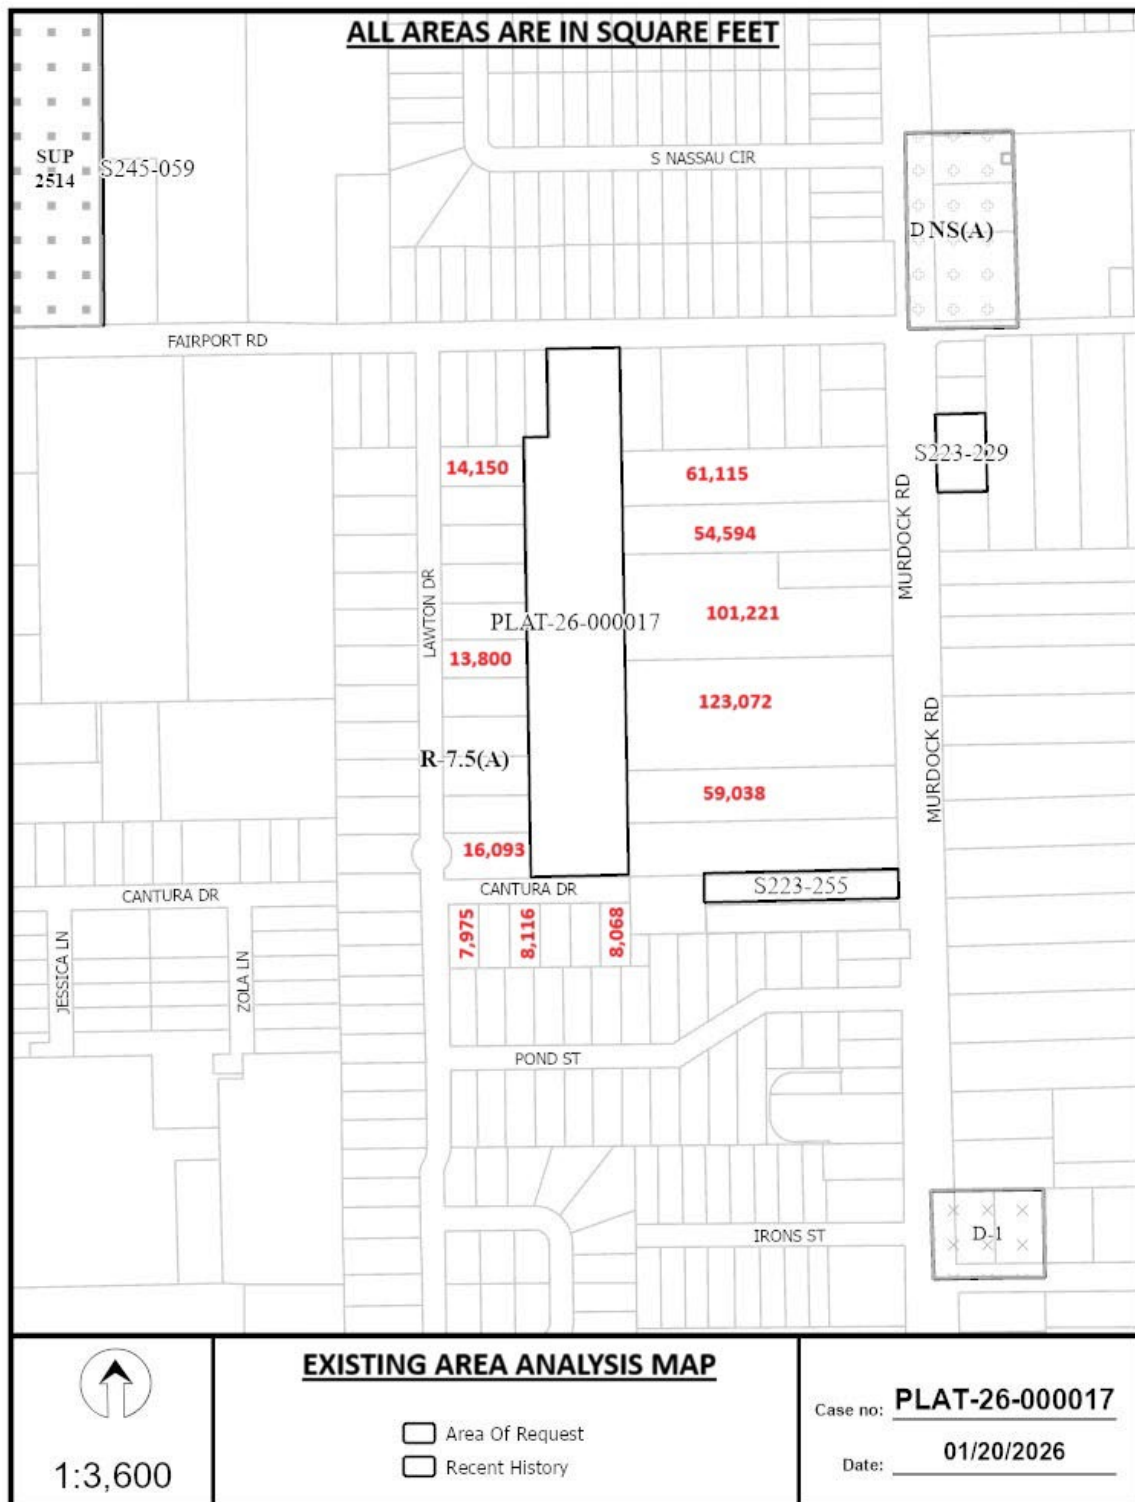 ALL AREAS ARE IN SQUARE FEET
S NASSAU CIR
SUP
2514
S245-059
D NS(A)
FAIRPORT RD
S223-229
14,150
61,115
54,594
MURDOCK RD
LAWTON DR
101,221
PLAT-26-000017
13,800
123,072
MURDOCK RD
R-7.5(A)
59,038
16,093
CANTURA DR
S223-255
CANTURA DR
7,975
8,116
8,068
JESSICA LN
ZOLA LN
POND ST
IRONS ST
D-1
1:3,600
EXISTING AREA ANALYSIS MAP
Area Of Request
Recent History
Case no: PLAT-26-000017
Date: 01/20/2026